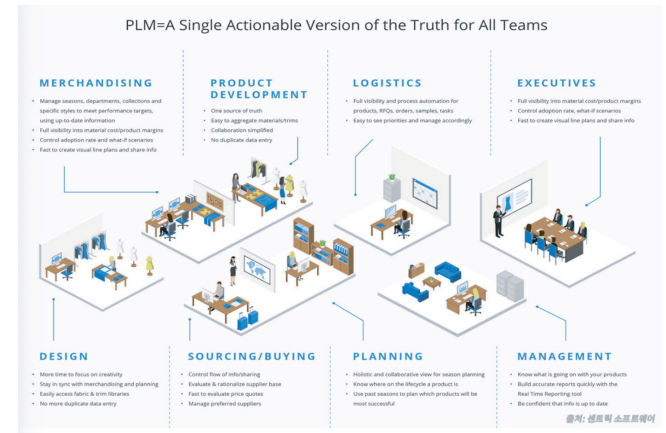 PLM=A Single Actionable Version of the Truth for All Teams
MERCHANDISING
• Manage seasons, departments, collections and
specific styles to meet performance targets,
using up-to-date information
• Full visibility into material cost/product margins
• Control adoption rate and what-if scenarios
• Fast to create visual line plans and share info
PRODUCT
DEVELOPMENT
• One source of truth
• Easy to aggregate materials/trims
• Collaboration simplified
• No duplicate data entry
LOGISTICS
• Full visibility and process automation for
products, RFQs, orders, samples, tasks
• Easy to see priorities and manage accordingly
EXECUTIVES
• Full visibility into material cost/product margins
• Control adoption rate, what-if scenarios
• Fast to create visual line plans and share info
DESIGN
• More time to focus on creativity
• Stay in sync with merchandising and planning
• Easily access fabric & trim libraries
• No more duplicate data entry
SOURCING/BUYING
• Control flow of info/sharing
• Evaluate & rationalize supplier base
• Fast to evaluate price quotes
• Manage preferred suppliers
PLANNING
• Holistic and collaborative view for season planning
• Know where on the lifecycle a product is
• Use past seasons to plan which products will be
most successful
MANAGEMENT
• Know what is going on with your products
• Build accurate reports quickly with the
Real Time Reporting tool
• Be confident that info is up to date
출처: 센트릭 소프트웨어